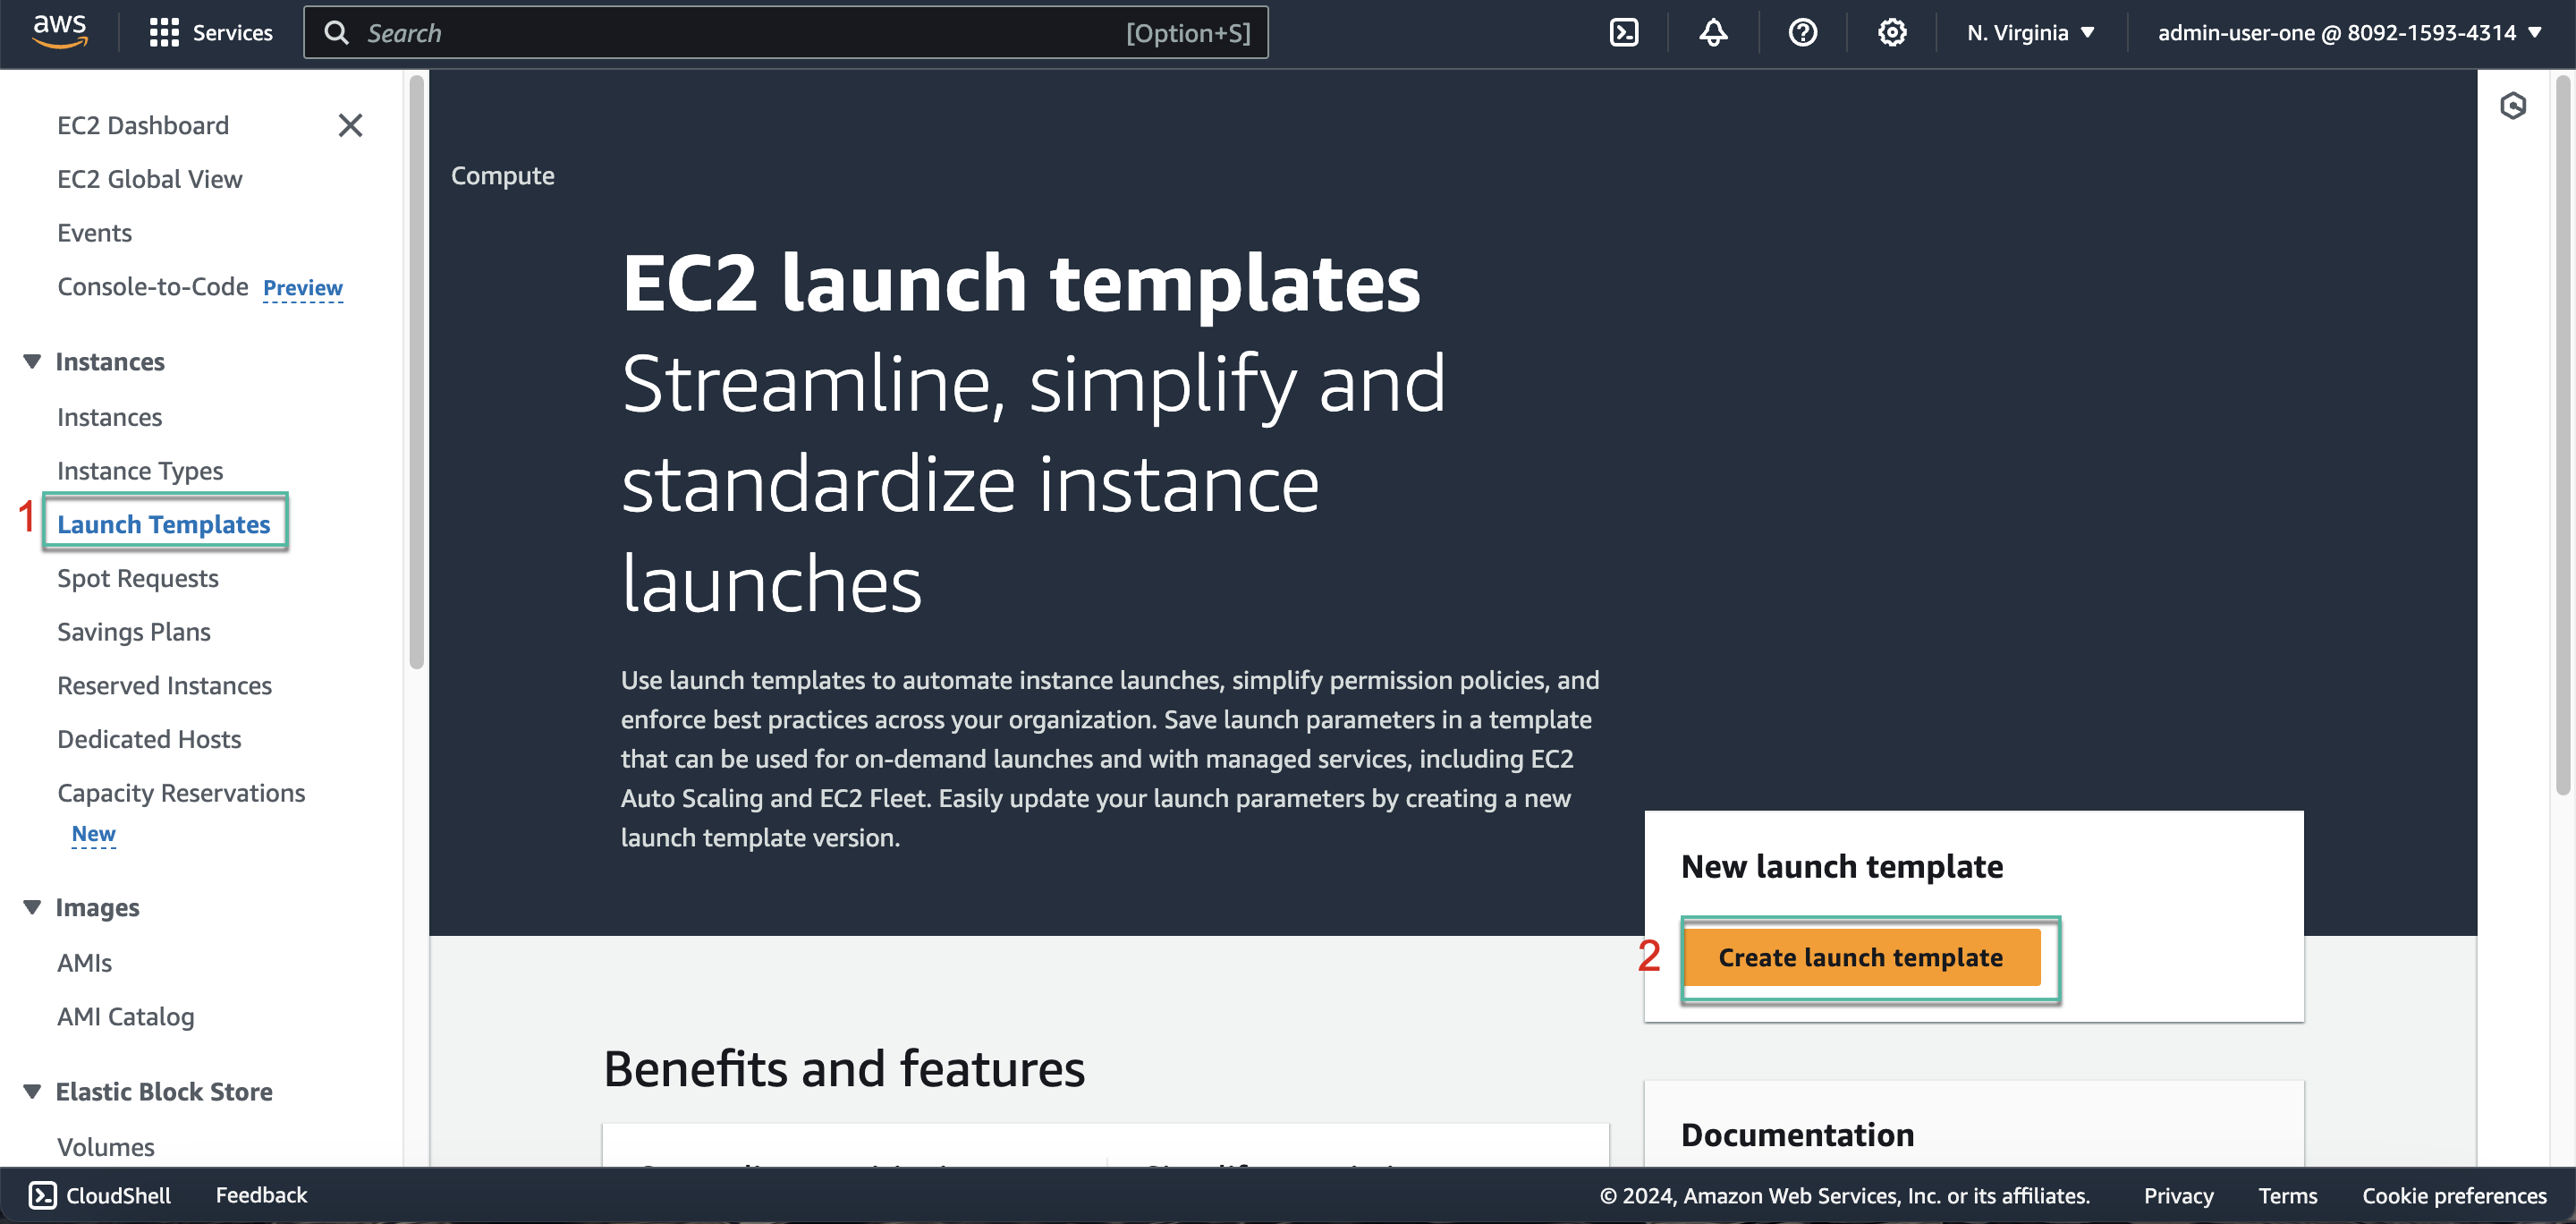 aws
Services
Search
[Option+S]
N. Virginia
admin-user-one @ 8092-1593-4314
EC2 Dashboard
EC2 Global View
Events
Console-to-Code Preview
Instances
Instances
Instance Types
1
Launch Templates
Spot Requests
Savings Plans
Reserved Instances
Dedicated Hosts
Capacity Reservations
New
Images
AMIs
AMI Catalog
Elastic Block Store
Volumes
Compute
EC2 launch templates
Streamline, simplify and
standardize instance
launches
Use launch templates to automate instance launches, simplify permission policies, and
enforce best practices across your organization. Save launch parameters in a template
that can be used for on-demand launches and with managed services, including EC2
Auto Scaling and EC2 Fleet. Easily update your launch parameters by creating a new
launch template version.
New launch template
2
Create launch template
Benefits and features
Documentation
CloudShell
Feedback
© 2024, Amazon Web Services, Inc. or its affiliates.
Privacy
Terms
Cookie preferences